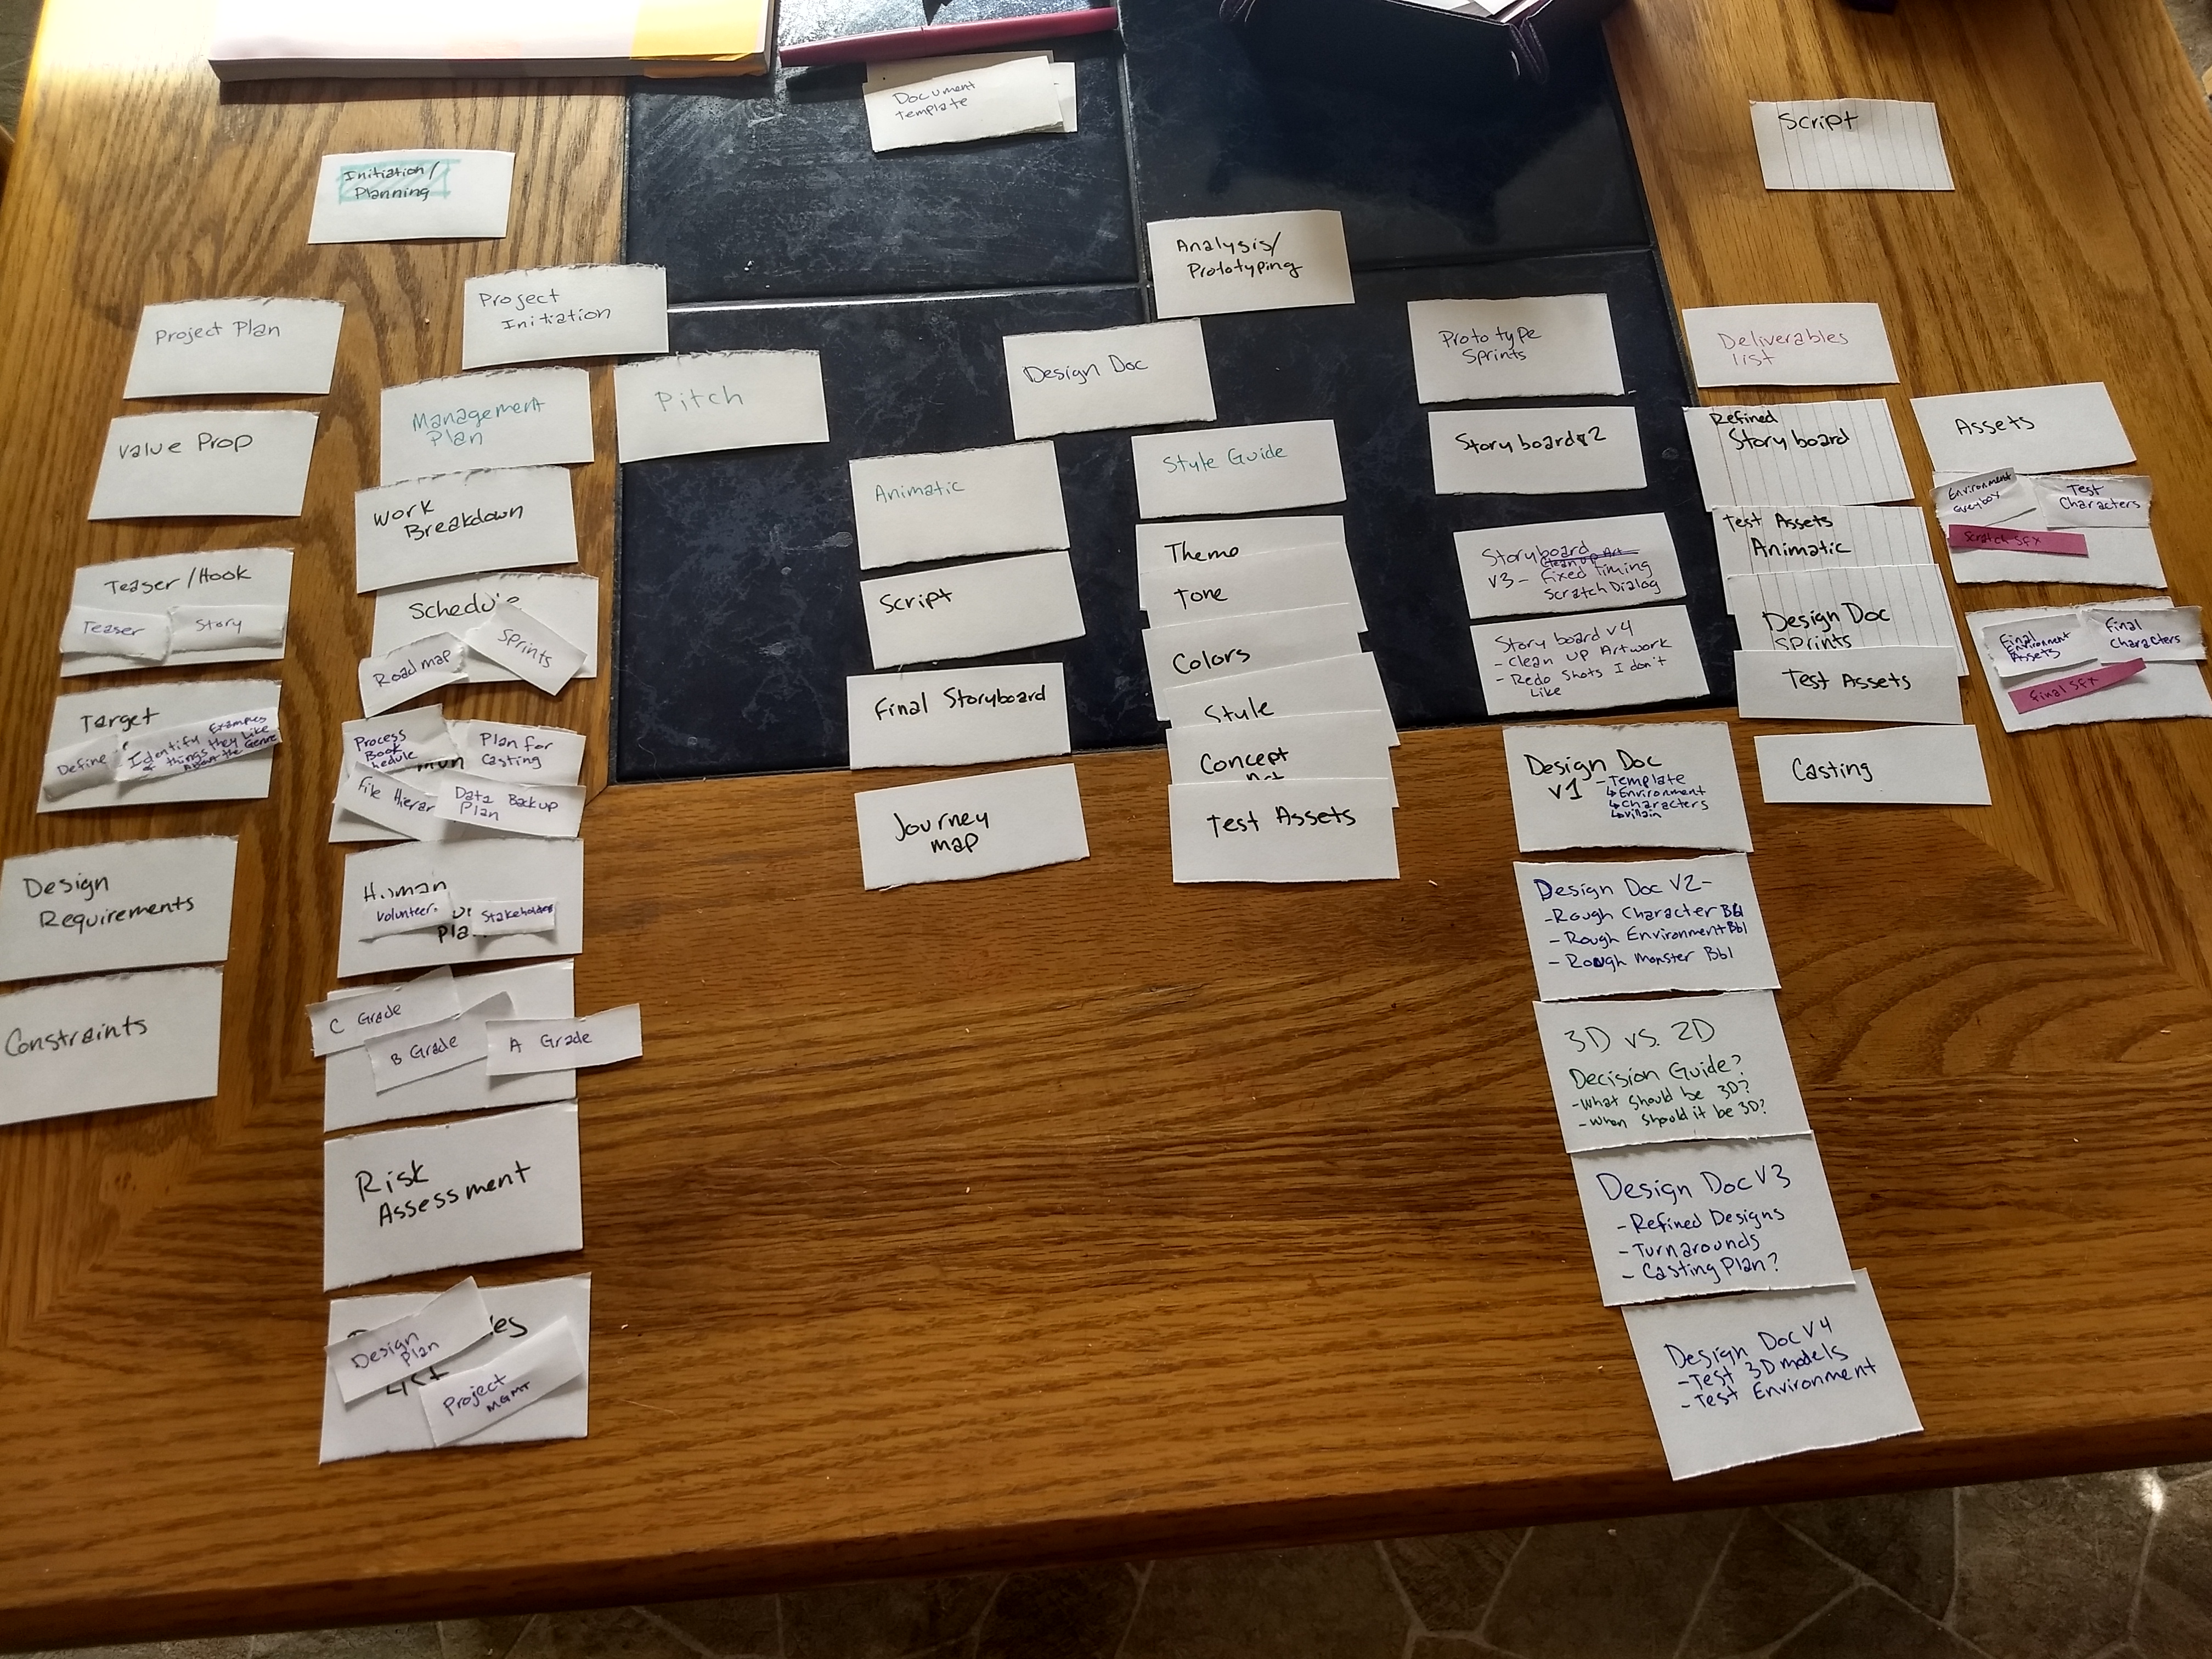 Document
template
Script
Initiation/
Planning
Analysis/
Prototyping
Project Plan
Value Prop
Teaser/Hook
Teaser
Story
Target
Define
Identify Examples
& things they Like
About the Genre
Design
Requirements
Constraints
Project
Initiation
Management
Plan
Work
Breakdown
Schedule
Road map
Sprints
Process
Book
Plan for
Casting
File Hierar
Data Backup
Plan
Human
Volunteer
Stakeholder
C Grade
B Grade
A Grade
Risk
Assessment
Design
Plan
Project
MGMT
Pitch
Design Doc
Animatic
Script
Final Storyboard
Journey
map
Style Guide
Theme
Tone
Colors
Style
Concept
Test Assets
Prototype
Sprints
Storyboard v2
Storyboard
Clean up Art
v3- Fixed timing
Scratch Dialog
Story board v4
- Clean up Artwork
- Redo Shots I don't
Like
Design Doc
v1 - Template
↳ Environment
↳ Characters
↳ Villain
Design Doc V2-
- Rough Character Bbl
- Rough Environment Bbl
- Rough Monster Bbl
3D vs. 2D
Decision Guide?
- What should be 3D?
- When should it be 3D?
Design Doc V3
- Refined Designs
- Turnarounds
- Casting Plan?
Design Doc V4
- Test 3D models
- Test Environment
Deliverables
list
Refined
Story board
Test Assets
Animatic
Design Doc
Sprints
Test Assets
Casting
Assets
Environment
Greybox
Test
Characters
Scratch SFX
Final
Environment
Assets
Final
Characters
Final SFX